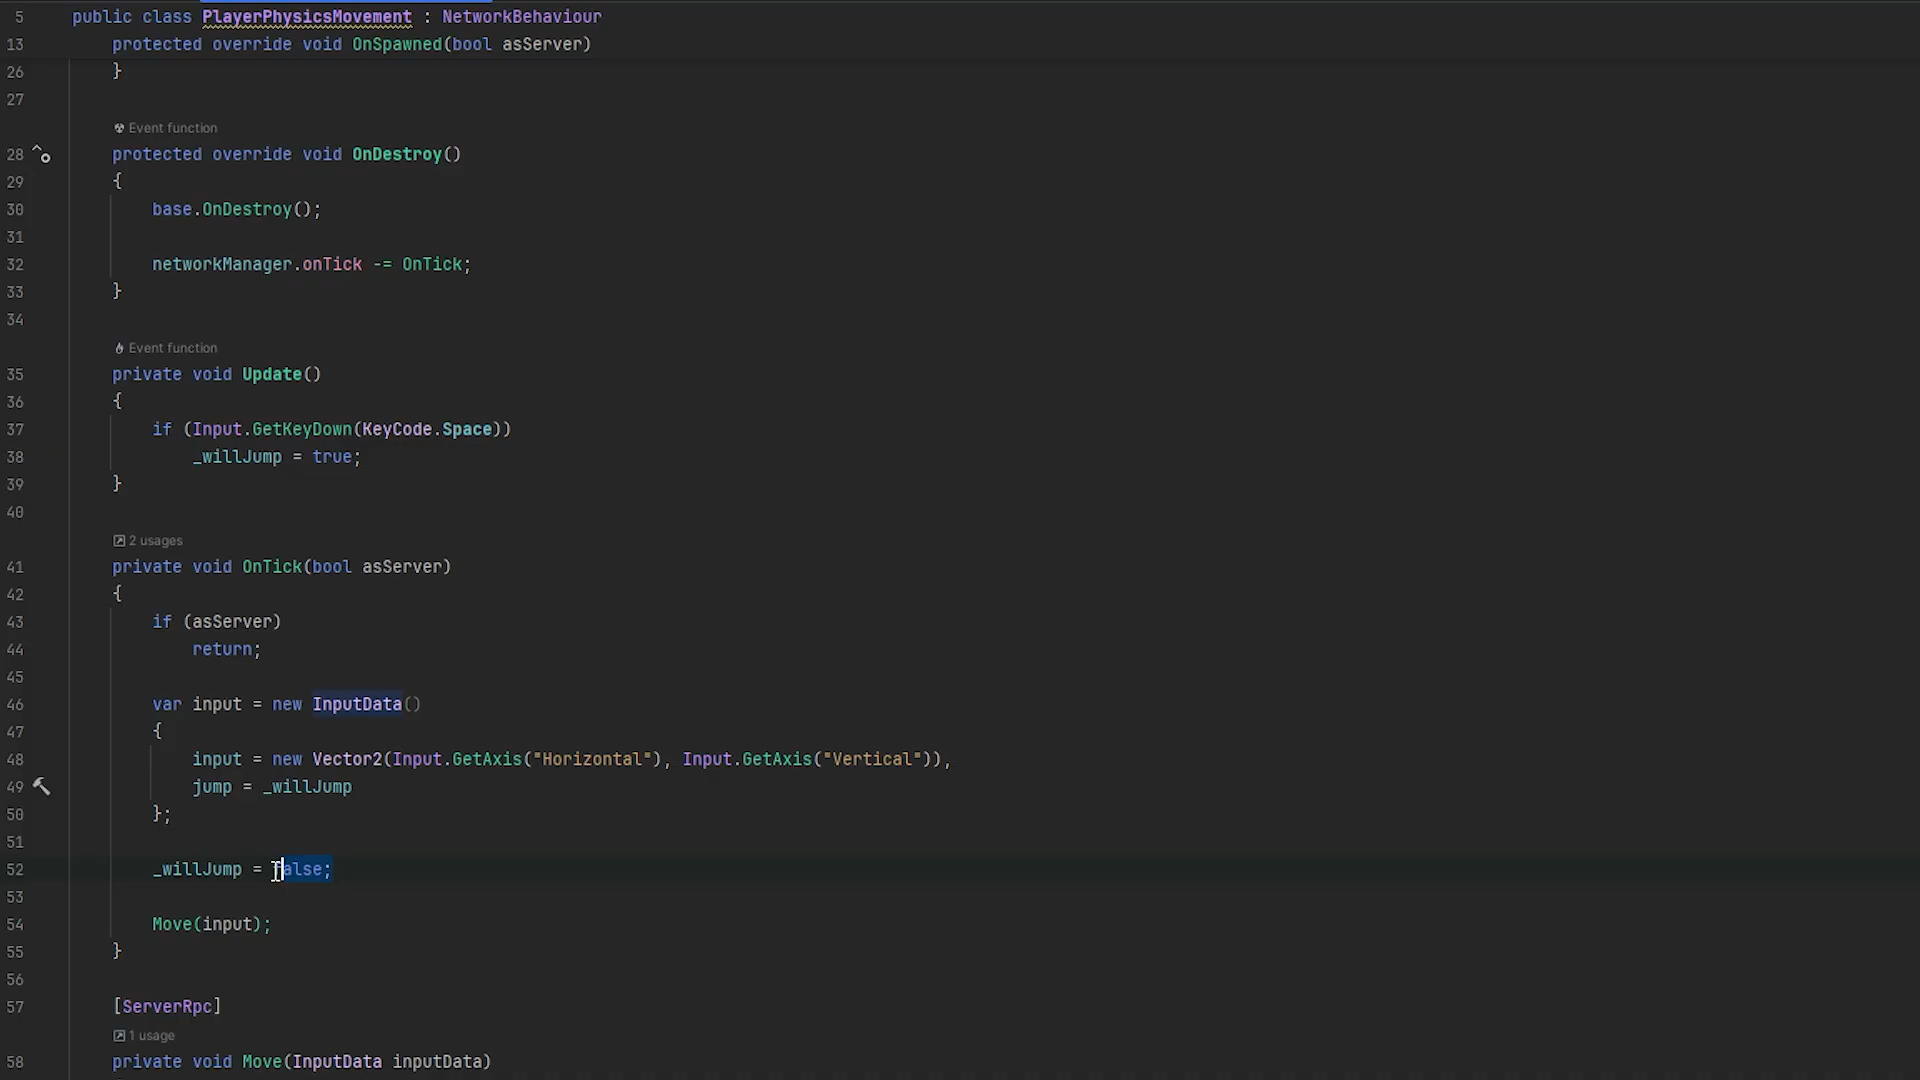 5 public class PlayerPhysicsMovement : NetworkBehaviour
13 protected override void OnSpawned(bool asServer)
26 }
27
Event function
28 protected override void OnDestroy()
29 {
30 base.OnDestroy();
31
32 networkManager.onTick -= OnTick;
33 }
34
Event function
35 private void Update()
36 {
37 if (Input.GetKeyDown(KeyCode.Space))
38 _willJump = true;
39 }
40
2 usages
41 private void OnTick(bool asServer)
42 {
43 if (asServer)
44 return;
45
46 var input = new InputData()
47 {
48 input = new Vector2(Input.GetAxis("Horizontal"), Input.GetAxis("Vertical")),
49 jump = _willJump
50 };
51
52 _willJump = false;
53
54 Move(input);
55 }
56
57 [ServerRpc]
1 usage
58 private void Move(InputData inputData)